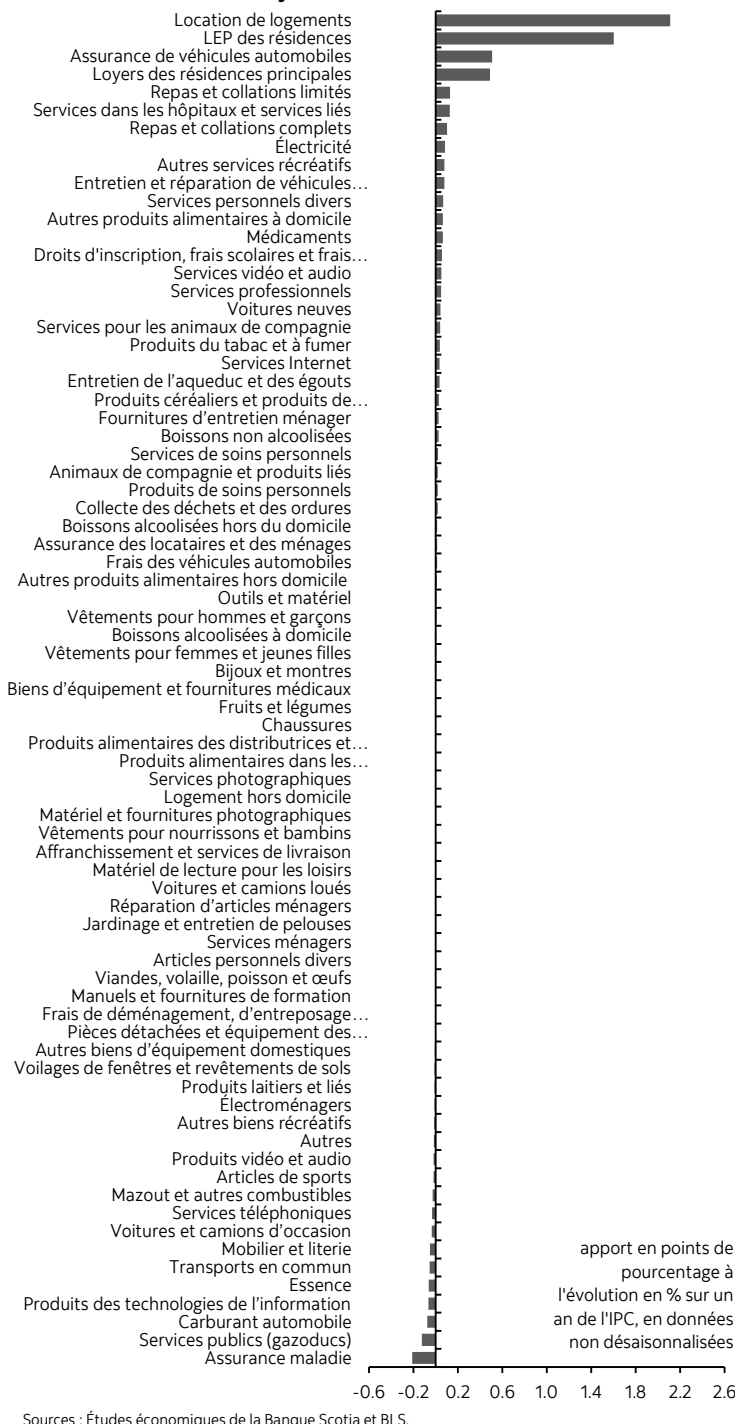 Location de logements
LEP des résidences
Assurance de véhicules automobiles
Loyers des résidences principales
Repas et collations limités
Services dans les hôpitaux et services liés
Repas et collations complets
Électricité
Autres services récréatifs
Entretien et réparation de véhicules…
Services personnels divers
Autres produits alimentaires à domicile
Médicaments
Droits d'inscription, frais scolaires et frais…
Services vidéo et audio
Services professionnels
Voitures neuves
Services pour les animaux de compagnie
Produits du tabac et à fumer
Services Internet
Entretien de l’aqueduc et des égouts
Produits céréaliers et produits de…
Fournitures d’entretien ménager
Boissons non alcoolisées
Services de soins personnels
Animaux de compagnie et produits liés
Produits de soins personnels
Collecte des déchets et des ordures
Boissons alcoolisées hors du domicile
Assurance des locataires et des ménages
Frais des véhicules automobiles
Autres produits alimentaires hors domicile
Outils et matériel
Vêtements pour hommes et garçons
Boissons alcoolisées à domicile
Vêtements pour femmes et jeunes filles
Bijoux et montres
Biens d’équipement et fournitures médicaux
Fruits et légumes
Chaussures
Produits alimentaires des distributrices et…
Produits alimentaires dans les…
Services photographiques
Logement hors domicile
Matériel et fournitures photographiques
Vêtements pour nourrissons et bambins
Affranchissement et services de livraison
Matériel de lecture pour les loisirs
Voitures et camions loués
Réparation d’articles ménagers
Jardinage et entretien de pelouses
Services ménagers
Articles personnels divers
Viandes, volaille, poisson et œufs
Manuels et fournitures de formation
Frais de déménagement, d’entreposage…
Pièces détachées et équipement des…
Autres biens d’équipement domestiques
Voilages de fenêtres et revêtements de sols
Produits laitiers et liés
Électroménagers
Autres biens récréatifs
Autres
Produits vidéo et audio
Articles de sports
Mazout et autres combustibles
Services téléphoniques
Voitures et camions d’occasion
Mobilier et literie
Transports en commun
Essence
Produits des technologies de l’information
Carburant automobile
Services publics (gazoducs)
Assurance maladie
apport en points de
pourcentage à
l'évolution en % sur un
an de l'IPC, en données
non désaisonnalisées
-0.6 -0.2 0.2 0.6 1.0 1.4 1.8 2.2 2.6
Sources : Études économiques de la Banque Scotia et BLS.